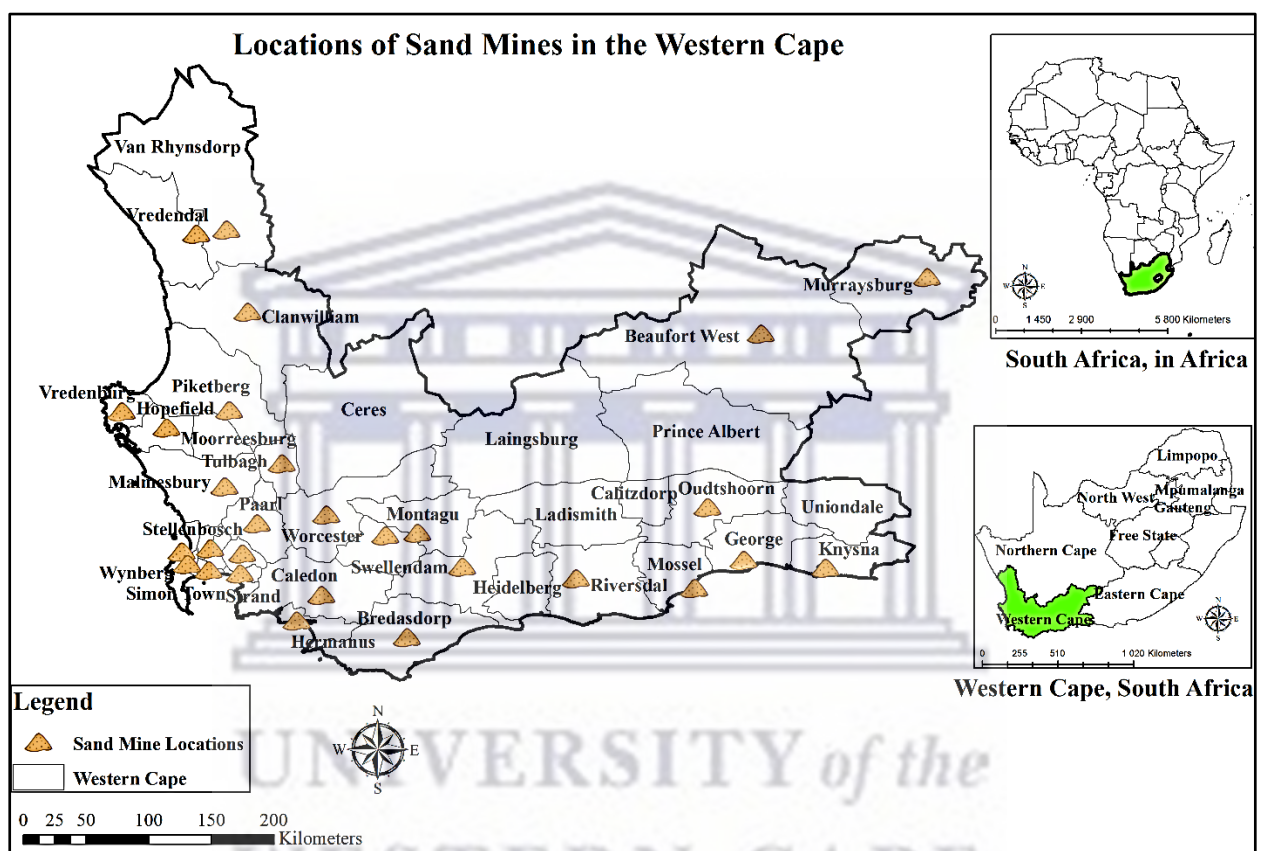 Locations of Sand Mines in the Western Cape
Van Rhynsdorp
Vredendal
Clanwilliam
Murraysburg
Beaufort West
Vredenburg
Piketberg
Hopefield
Ceres
Moorreesburg
Laingsburg
Prince Albert
Tulbagh
Malmesbury
Paarl
Calitzdorp
Oudtshoorn
Uniondale
Stellenbosch
Worcester
Montagu
Ladismith
George
Knysna
Wynberg
Caledon
Swellendam
Heidelberg
Riversdal
Mossel
Simon Town
Strand
Bredasdorp
Hermanus
Legend
Sand Mine Locations
Western Cape
N
W E
S
0 25 50 100 150 200
Kilometers
N
W E
S
0 1 450 2 900 5 800 Kilometers
South Africa, in Africa
Limpopo
North West
Mpumalanga
Gauteng
Free State
Northern Cape
Eastern Cape
Western Cape
N
W E
S
0 255 510 1 020 Kilometers
Western Cape, South Africa
UNIVERSITY of the
WESTERN CAPE